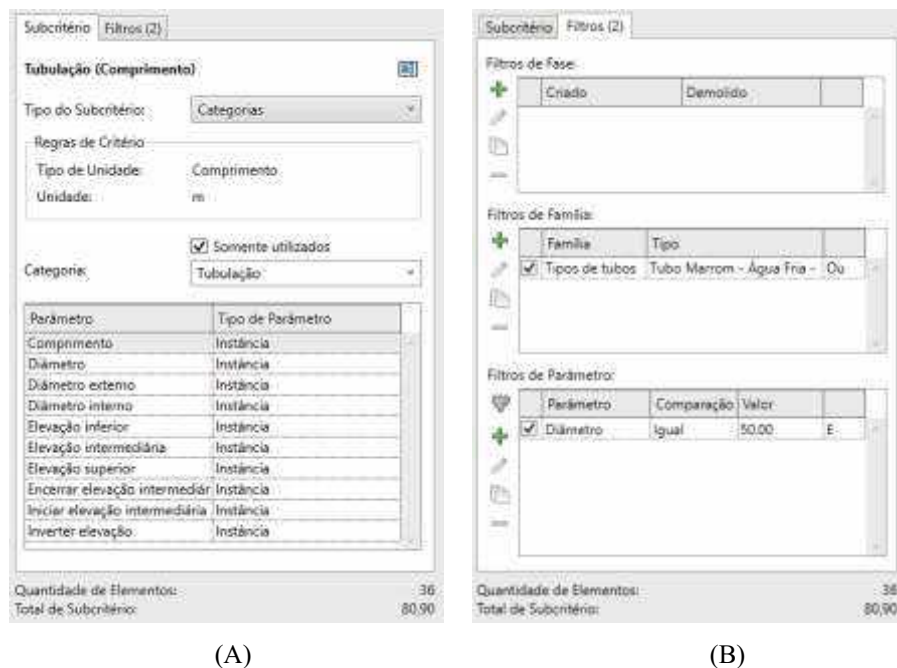 Subcritério Filtros (2)
Tubulação (Comprimento)
Tipo do Subcritério: Categorias
Regras de Critério
Tipo de Unidade: Comprimento
Unidade: m
Somente utilizados
Categoria: Tubulação
Parâmetro Tipo de Parâmetro
Comprimento Instância
Diâmetro Instância
Diâmetro externo Instância
Diâmetro interno Instância
Elevação inferior Instância
Elevação intermediária Instância
Elevação superior Instância
Encerrar elevação intermediár Instância
Iniciar elevação intermediária Instância
Inverter elevação Instância
Quantidade de Elementos: 36
Total de Subcritério: 80,90
(A)
Subcritério Filtros (2)
Filtros de Fase:
Criado Demolido
Filtros de Família:
Família Tipo
Tipos de tubos Tubo Marrom - Água Fria - Ou
Filtros de Parâmetro:
Parâmetro Comparação Valor
Diâmetro Igual 50.00 E
Quantidade de Elementos: 36
Total de Subcritério: 80,90
(B)